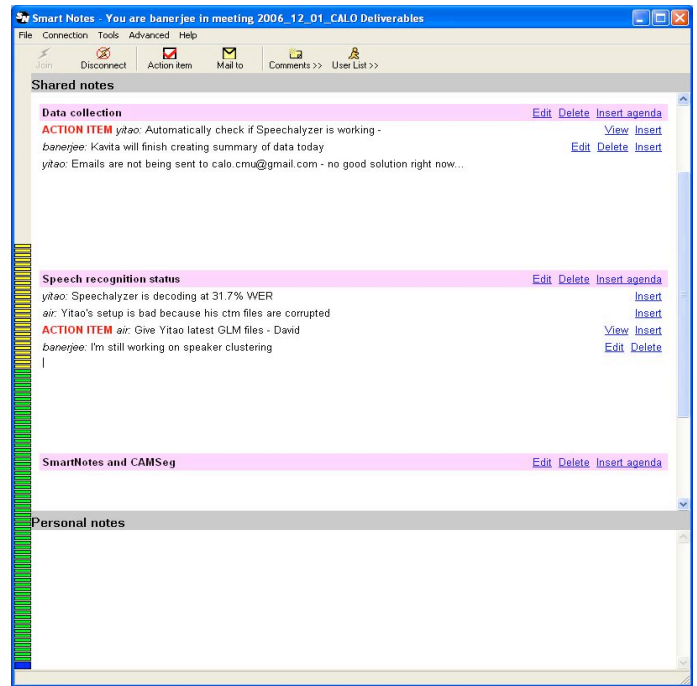 Smart Notes - You are banerjee in meeting 2006_12_01_CALO Deliverables
File Connection Tools Advanced Help
Join Disconnect Action item Mail to Comments >> User List >>
Shared notes
Data collection Edit Delete Insert agenda
ACTION ITEM yitao: Automatically check if Speechalyzer is working - View Insert
banerjee: Kavita will finish creating summary of data today Edit Delete Insert
yitao: Emails are not being sent to calo.cmu@gmail.com - no good solution right now...
Speech recognition status Edit Delete Insert agenda
yitao: Speechalyzer is decoding at 31.7% WER Insert
air: Yitao's setup is bad because his ctm files are corrupted Insert
ACTION ITEM air: Give Yitao latest GLM files - David View Insert
banerjee: I'm still working on speaker clustering Edit Delete
SmartNotes and CAMSeg Edit Delete Insert agenda
Personal notes